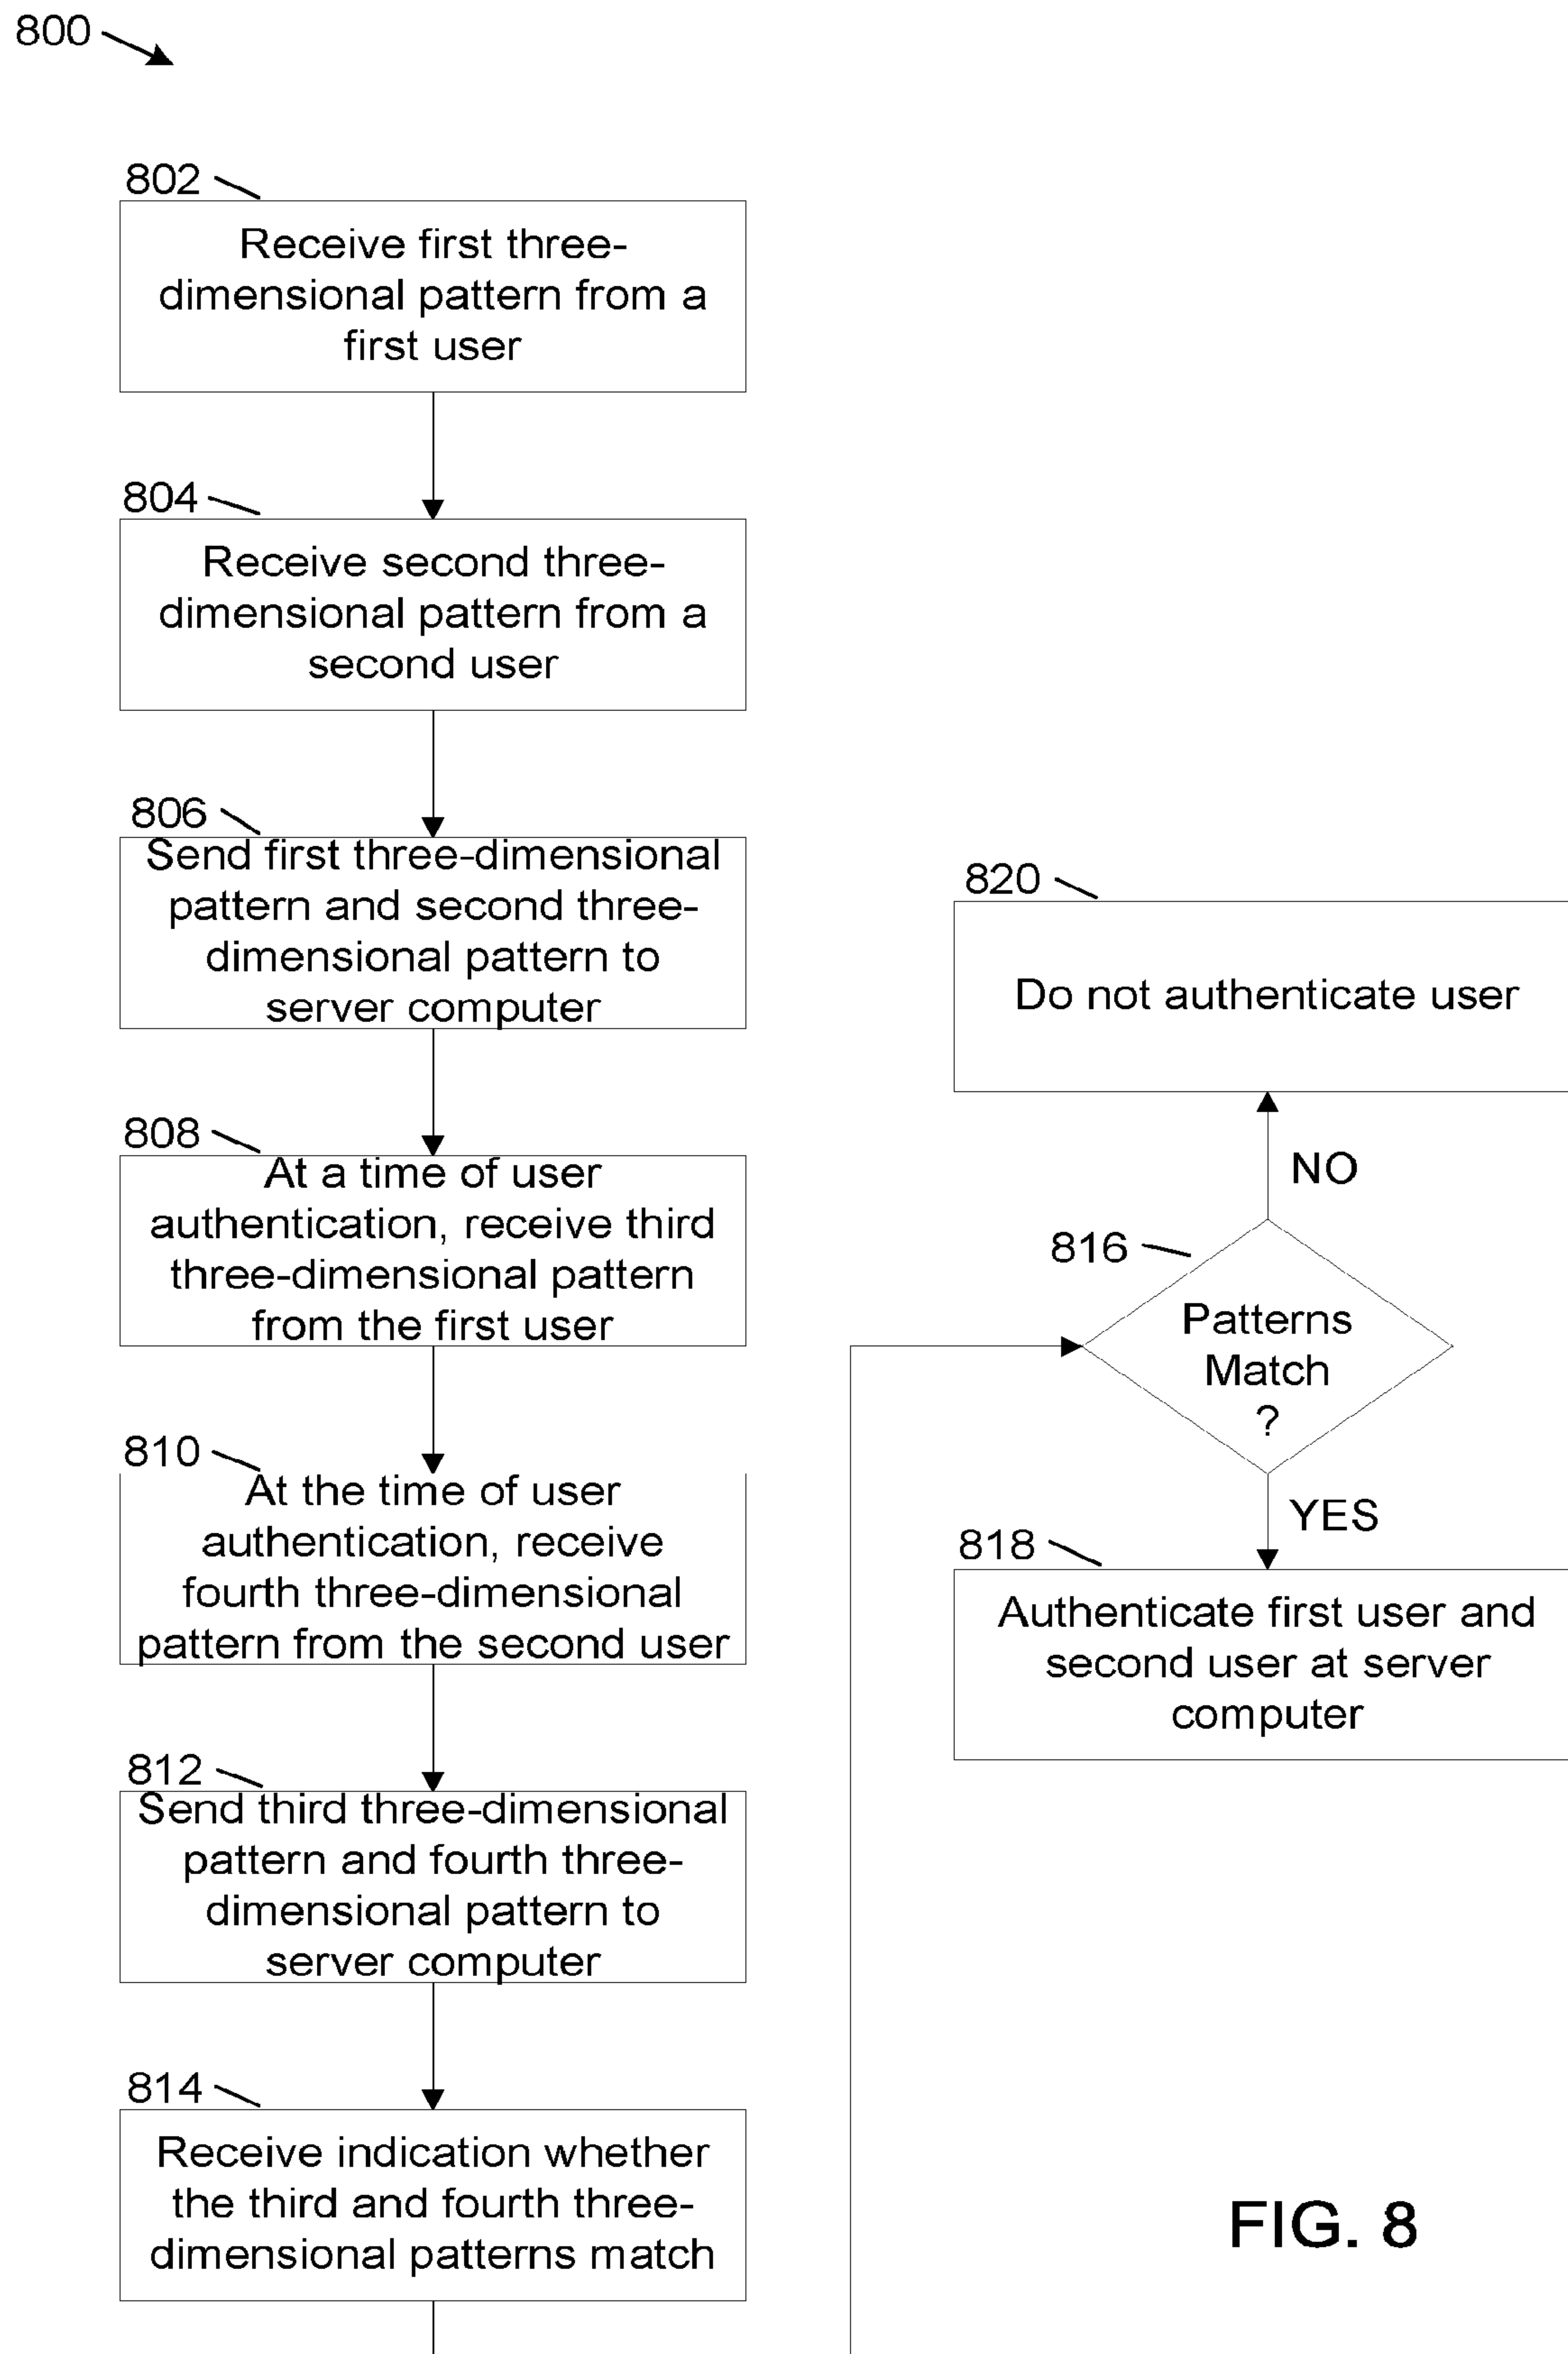 800
802
Receive first three-
dimensional pattern from a
first user
804
Receive second three-
dimensional pattern from a
second user
806
Send first three-dimensional
pattern and second three-
dimensional pattern to
server computer
808
At a time of user
authentication, receive third
three-dimensional pattern
from the first user
810
At the time of user
authentication, receive
fourth three-dimensional
pattern from the second user
812
Send third three-dimensional
pattern and fourth three-
dimensional pattern to
server computer
814
Receive indication whether
the third and fourth three-
dimensional patterns match
820
Do not authenticate user
NO
816
Patterns
Match
?
YES
818
Authenticate first user and
second user at server
computer
FIG. 8